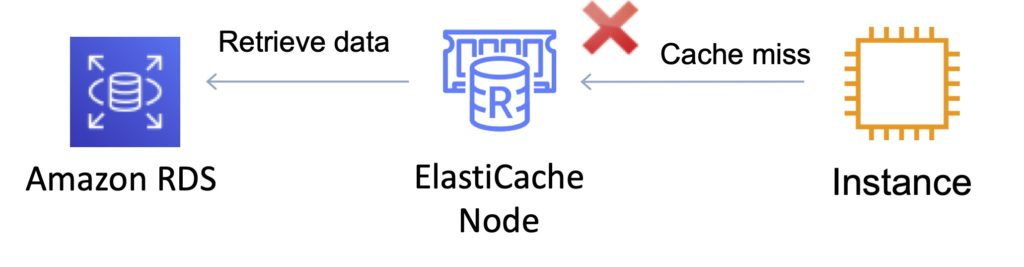 Retrieve data
Cache miss
R
Amazon RDS
ElastiCache
Node
Instance